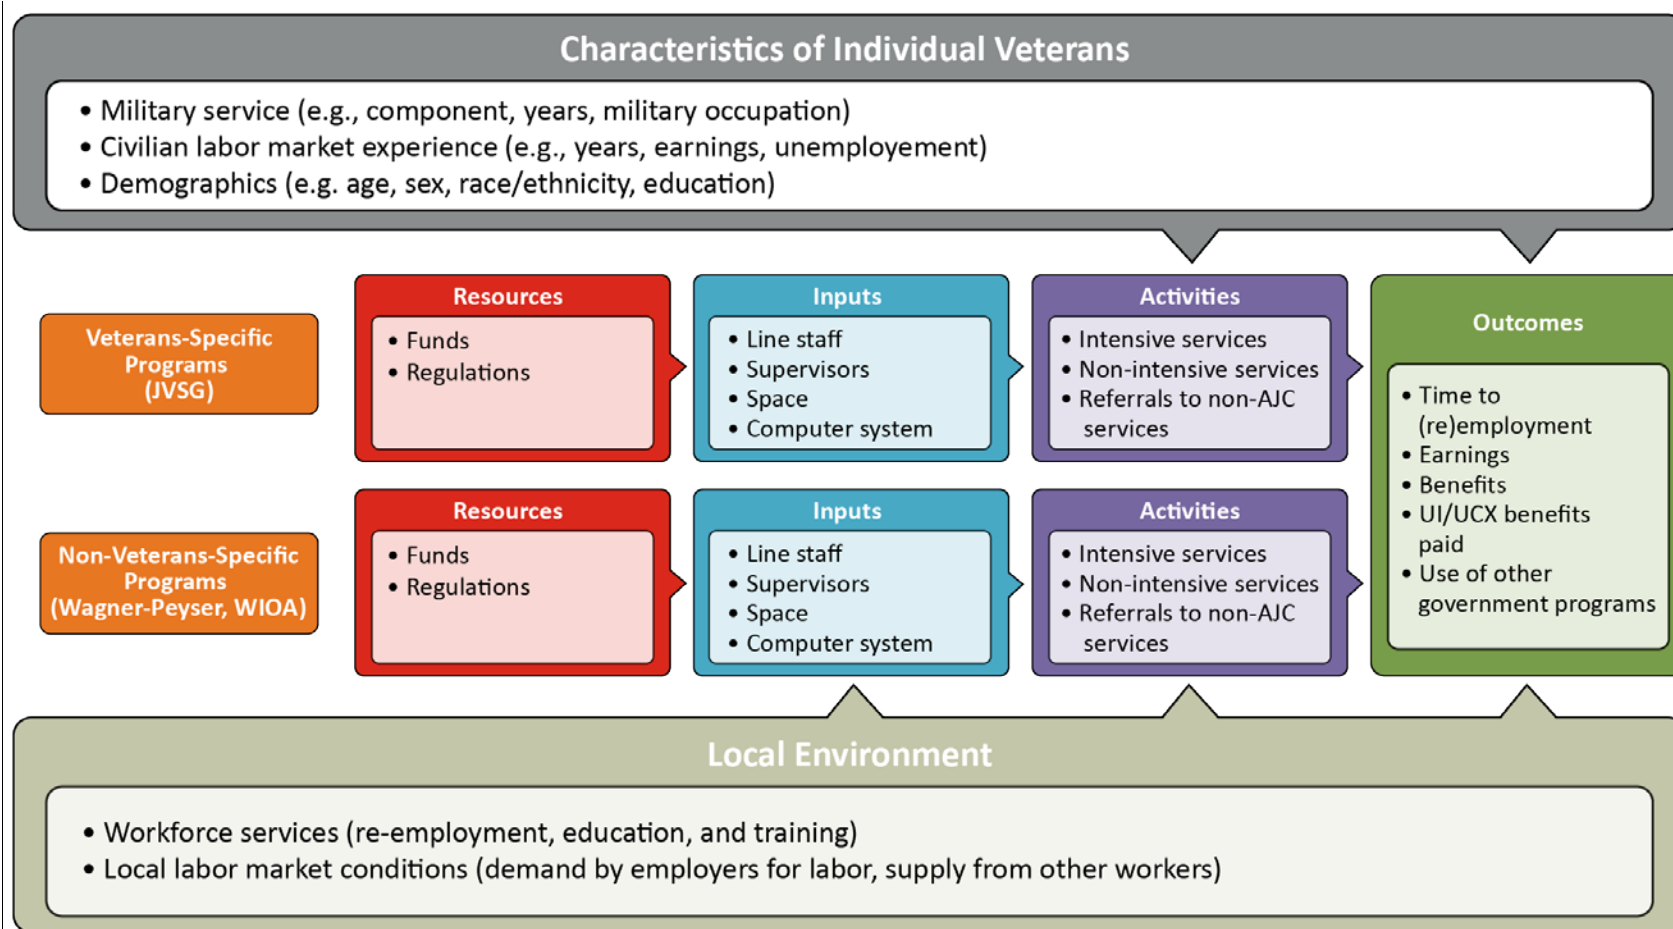 Characteristics of Individual Veterans
• Military service (e.g., component, years, military occupation)
• Civilian labor market experience (e.g., years, earnings, unemployement)
• Demographics (e.g. age, sex, race/ethnicity, education)
Veterans-Specific
Programs
(JVSG)
Resources
• Funds
• Regulations
Inputs
• Line staff
• Supervisors
• Space
• Computer system
Activities
• Intensive services
• Non-intensive services
• Referrals to non-AJC
services
Non-Veterans-Specific
Programs
(Wagner-Peyser, WIOA)
Resources
• Funds
• Regulations
Inputs
• Line staff
• Supervisors
• Space
• Computer system
Activities
• Intensive services
• Non-intensive services
• Referrals to non-AJC
services
Outcomes
• Time to
(re)employment
• Earnings
• Benefits
• UI/UCX benefits
paid
• Use of other
government programs
Local Environment
• Workforce services (re-employment, education, and training)
• Local labor market conditions (demand by employers for labor, supply from other workers)